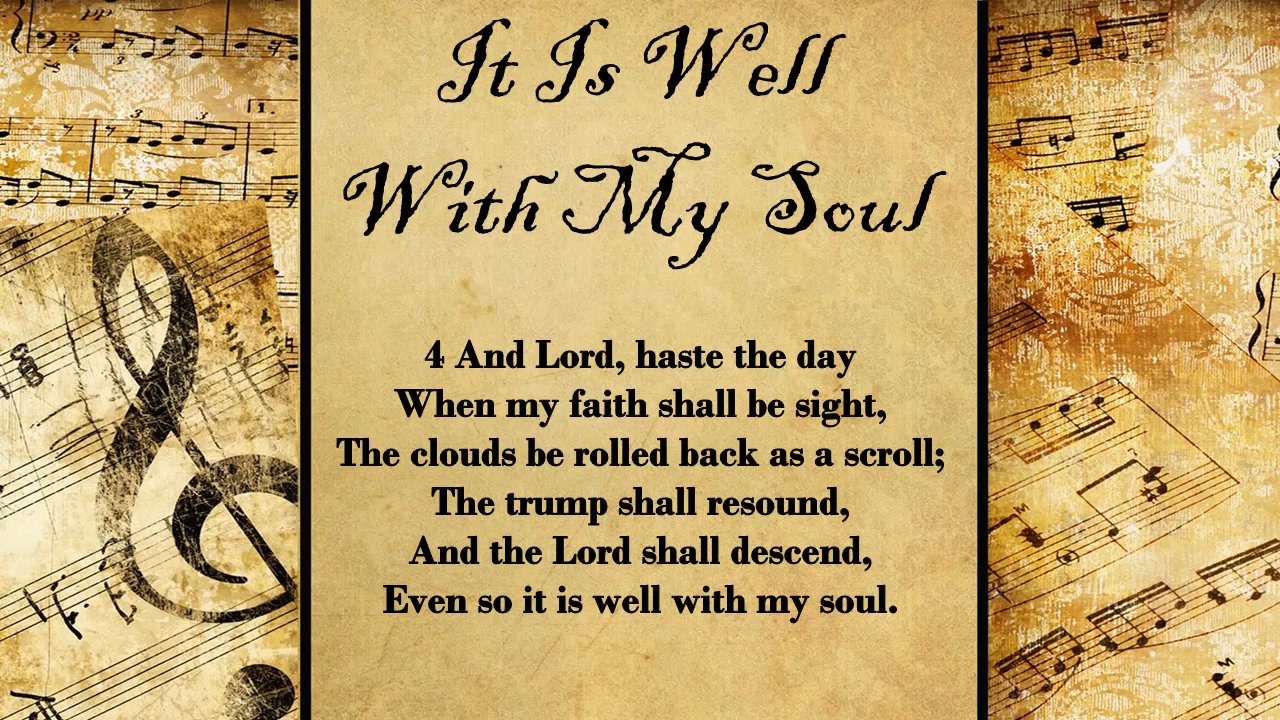 It Is Well
With My Soul
4 And Lord, haste the day
When my faith shall be sight,
The clouds be rolled back as a scroll;
The trump shall resound,
And the Lord shall descend,
Even so it is well with my soul.